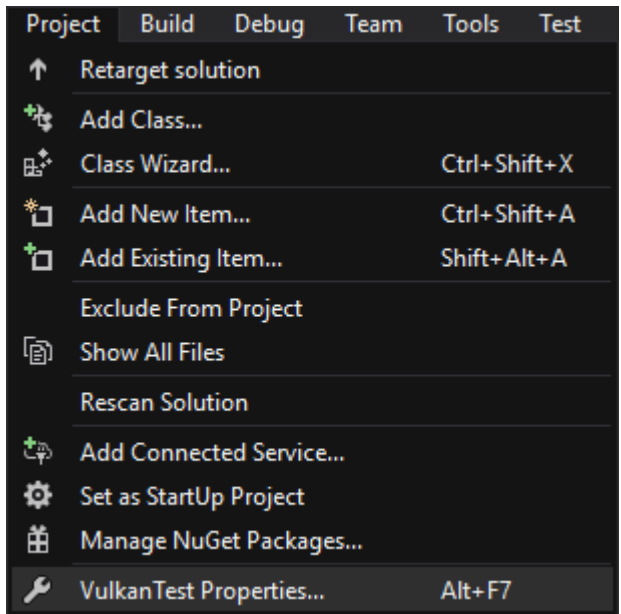 Project Build Debug Team Tools Test
Retarget solution
Add Class...
Class Wizard... Ctrl+Shift+X
Add New Item... Ctrl+Shift+A
Add Existing Item... Shift+Alt+A
Exclude From Project
Show All Files
Rescan Solution
Add Connected Service...
Set as StartUp Project
Manage NuGet Packages...
VulkanTest Properties... Alt+F7